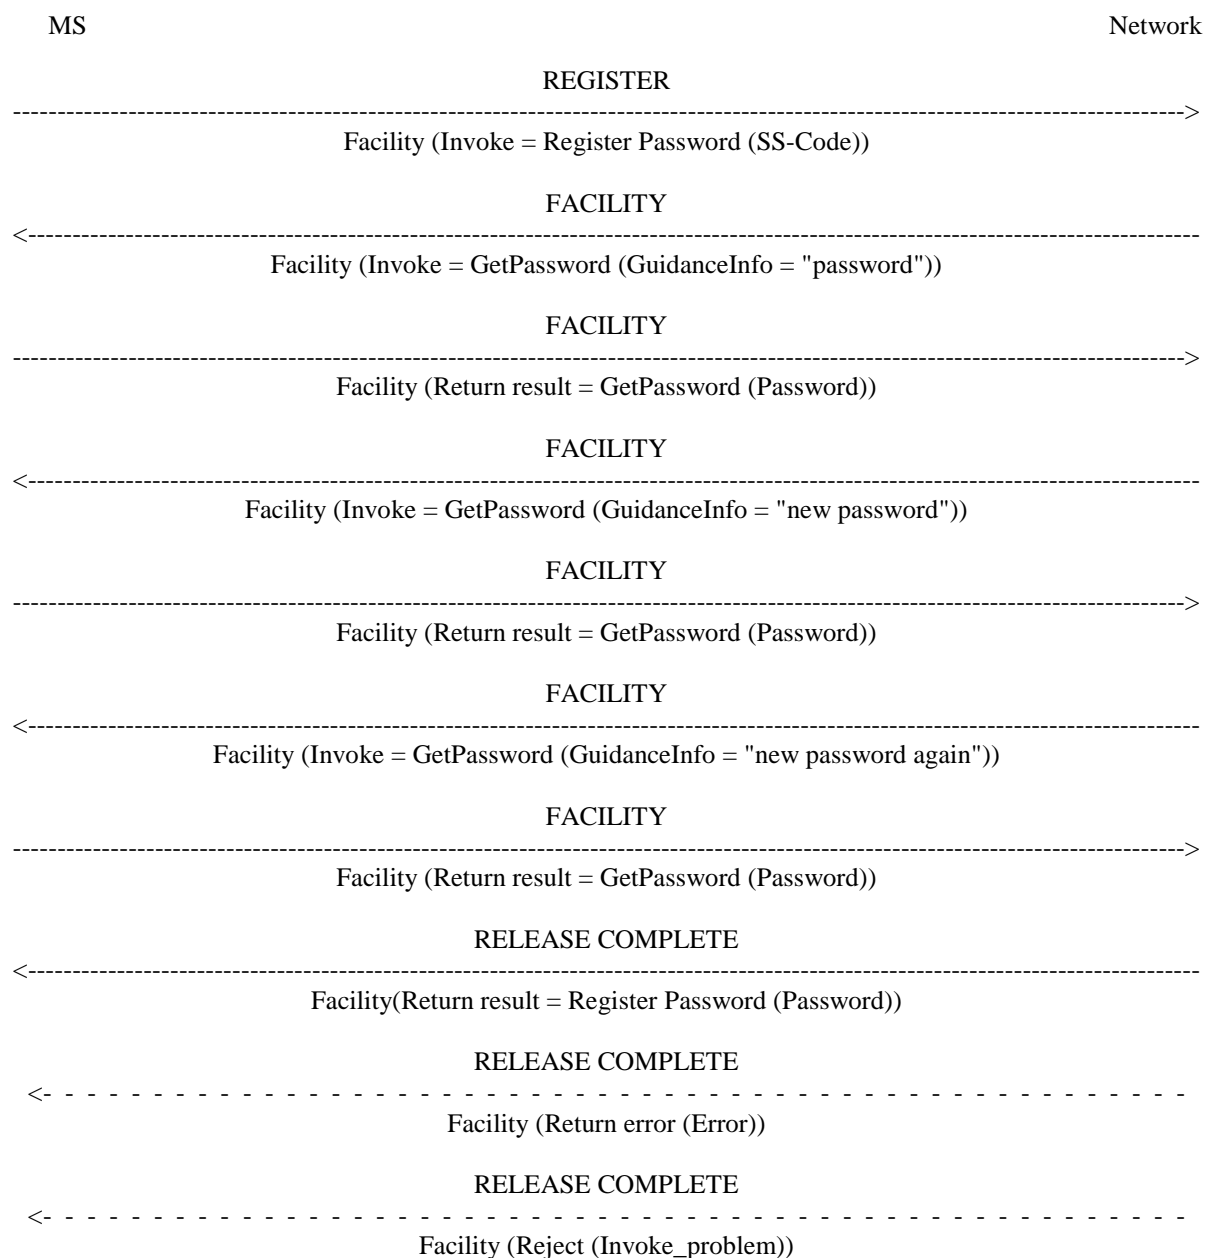 MS Network
REGISTER
------------------------------------------------------------------------------------------------------------------------------------>
Facility (Invoke = Register Password (SS-Code))
FACILITY
<------------------------------------------------------------------------------------------------------------------------------------
Facility (Invoke = GetPassword (GuidanceInfo = "password"))
FACILITY
------------------------------------------------------------------------------------------------------------------------------------>
Facility (Return result = GetPassword (Password))
FACILITY
<------------------------------------------------------------------------------------------------------------------------------------
Facility (Invoke = GetPassword (GuidanceInfo = "new password"))
FACILITY
------------------------------------------------------------------------------------------------------------------------------------>
Facility (Return result = GetPassword (Password))
FACILITY
<------------------------------------------------------------------------------------------------------------------------------------
Facility (Invoke = GetPassword (GuidanceInfo = "new password again"))
FACILITY
------------------------------------------------------------------------------------------------------------------------------------>
Facility (Return result = GetPassword (Password))
RELEASE COMPLETE
<------------------------------------------------------------------------------------------------------------------------------------
Facility(Return result = Register Password (Password))
RELEASE COMPLETE
<- - - - - - - - - - - - - - - - - - - - - - - - - - - - - - - - - - - - - - - - - - - - - - - - - - - -
Facility (Return error (Error))
RELEASE COMPLETE
<- - - - - - - - - - - - - - - - - - - - - - - - - - - - - - - - - - - - - - - - - - - - - - - - - - - -
Facility (Reject (Invoke_problem))